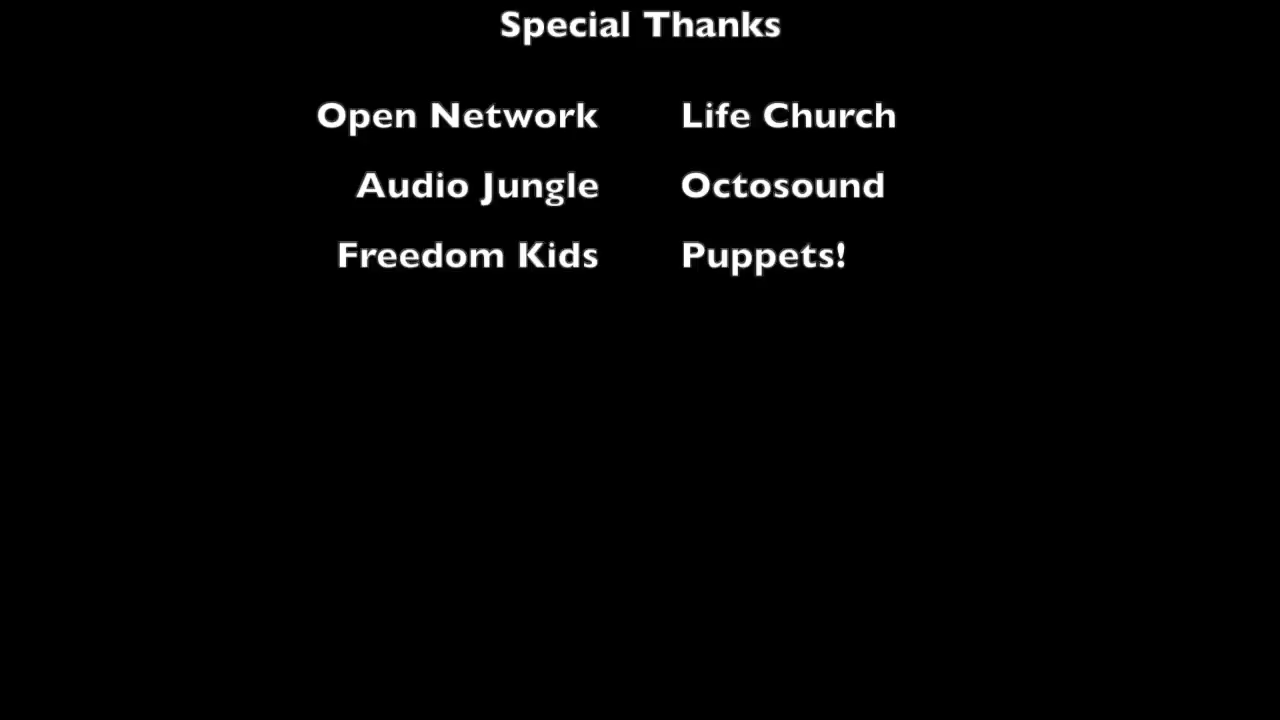 Special Thanks
Open Network Life Church
Audio Jungle Octosound
Freedom Kids Puppets!